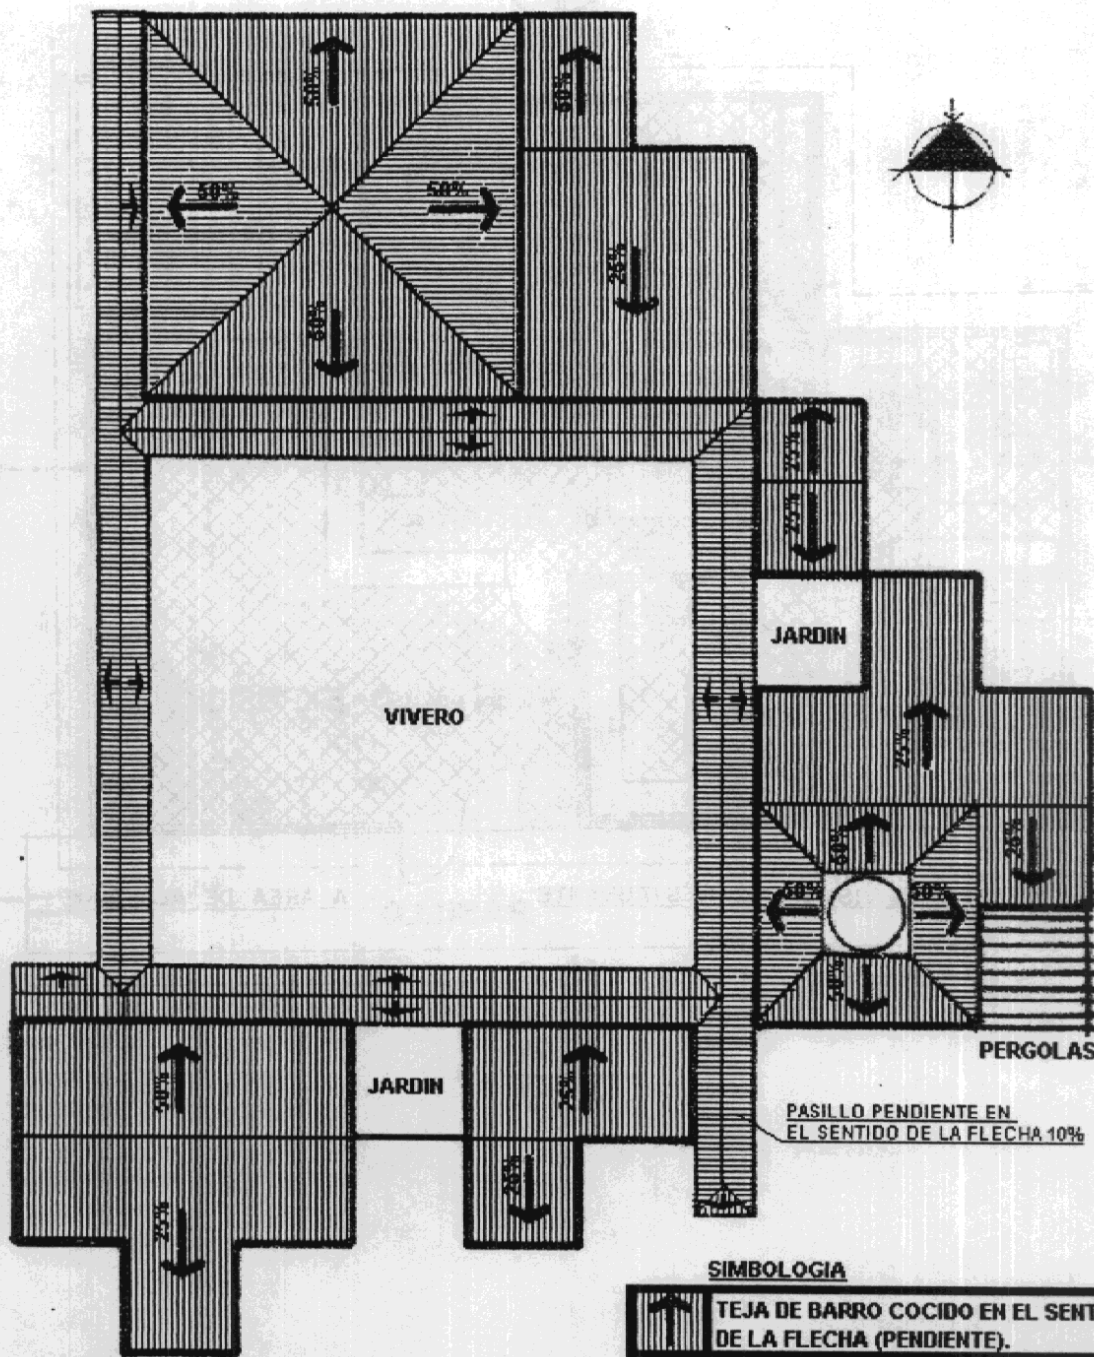 50%
60%
50%
50%
25%
60%
25%
25%
JARDIN
VIVERO
25%
50%
25%
50%
50%
50%
PERGOLAS
50%
JARDIN
25%
PASILLO PENDIENTE EN
EL SENTIDO DE LA FLECHA 10%
25%
25%
SIMBOLOGIA
TEJA DE BARRO COCIDO EN EL
DE LA FLECHA (PENDIENTE).